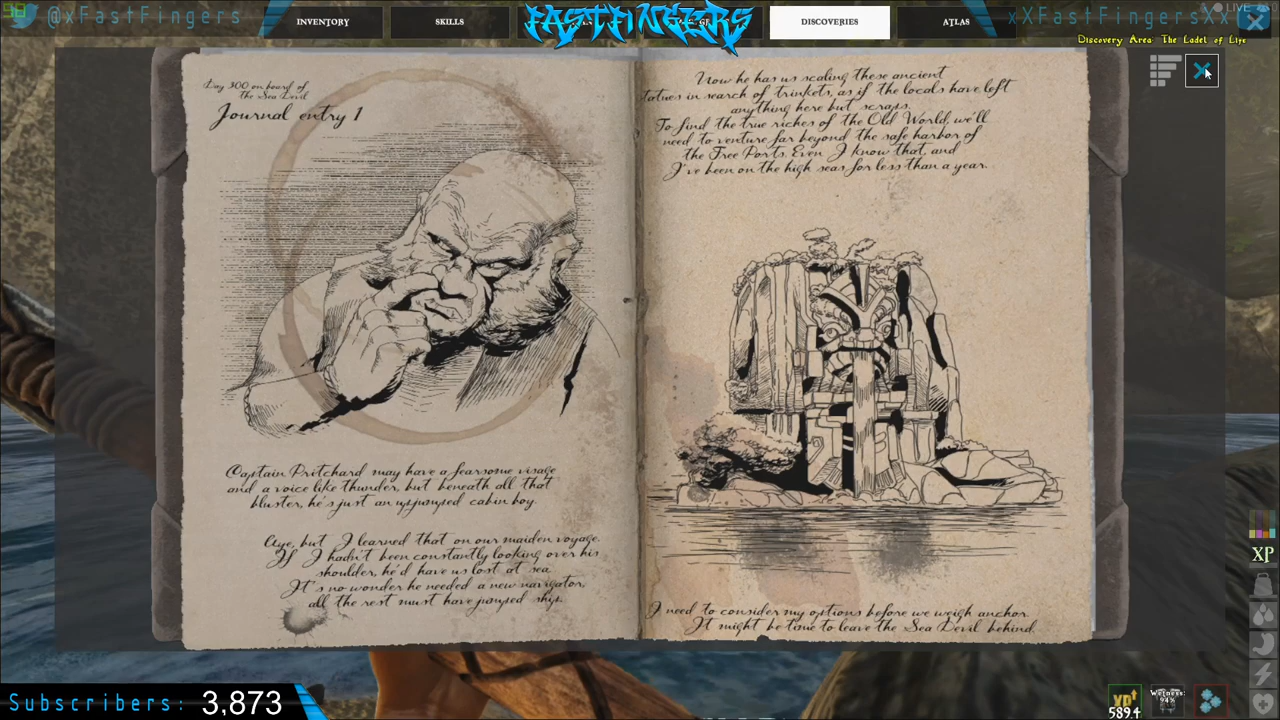 @xFastFingers
INVENTORY
SKILLS
FASTFINGERS
DISCOVERIES
ATLAS
xXFastFingersXx
LIVE
Discovery Area: The Ladel of Life
Day 300 on board of
the Sea Devil
Journal entry 1
Captain Pritchard may have a fearsome visage
and a voice like thunder, but beneath all that
bluster, he's just an upjumped cabin boy
Aye, but I learned that on our maiden voyage.
If I hadn't been constantly looking over his
shoulder, he'd have us lost at sea
It's no wonder he needed a new navigator,
all the rest must have jumped ship.
Now he has us scaling these ancient
statues in search of trinkets, as if the locals have left
anything here but scraps.
To find the true riches of the Old World, we'll
need to venture far beyond the safe harbor of
the Free Ports. Even I know that, and
I've been on the high seas for less than a year.
I need to consider my options before we weigh anchor.
It might be time to leave the Sea Devil behind.
XP
Subscribers: 3,873
XP
589.4
Wetness:
94%